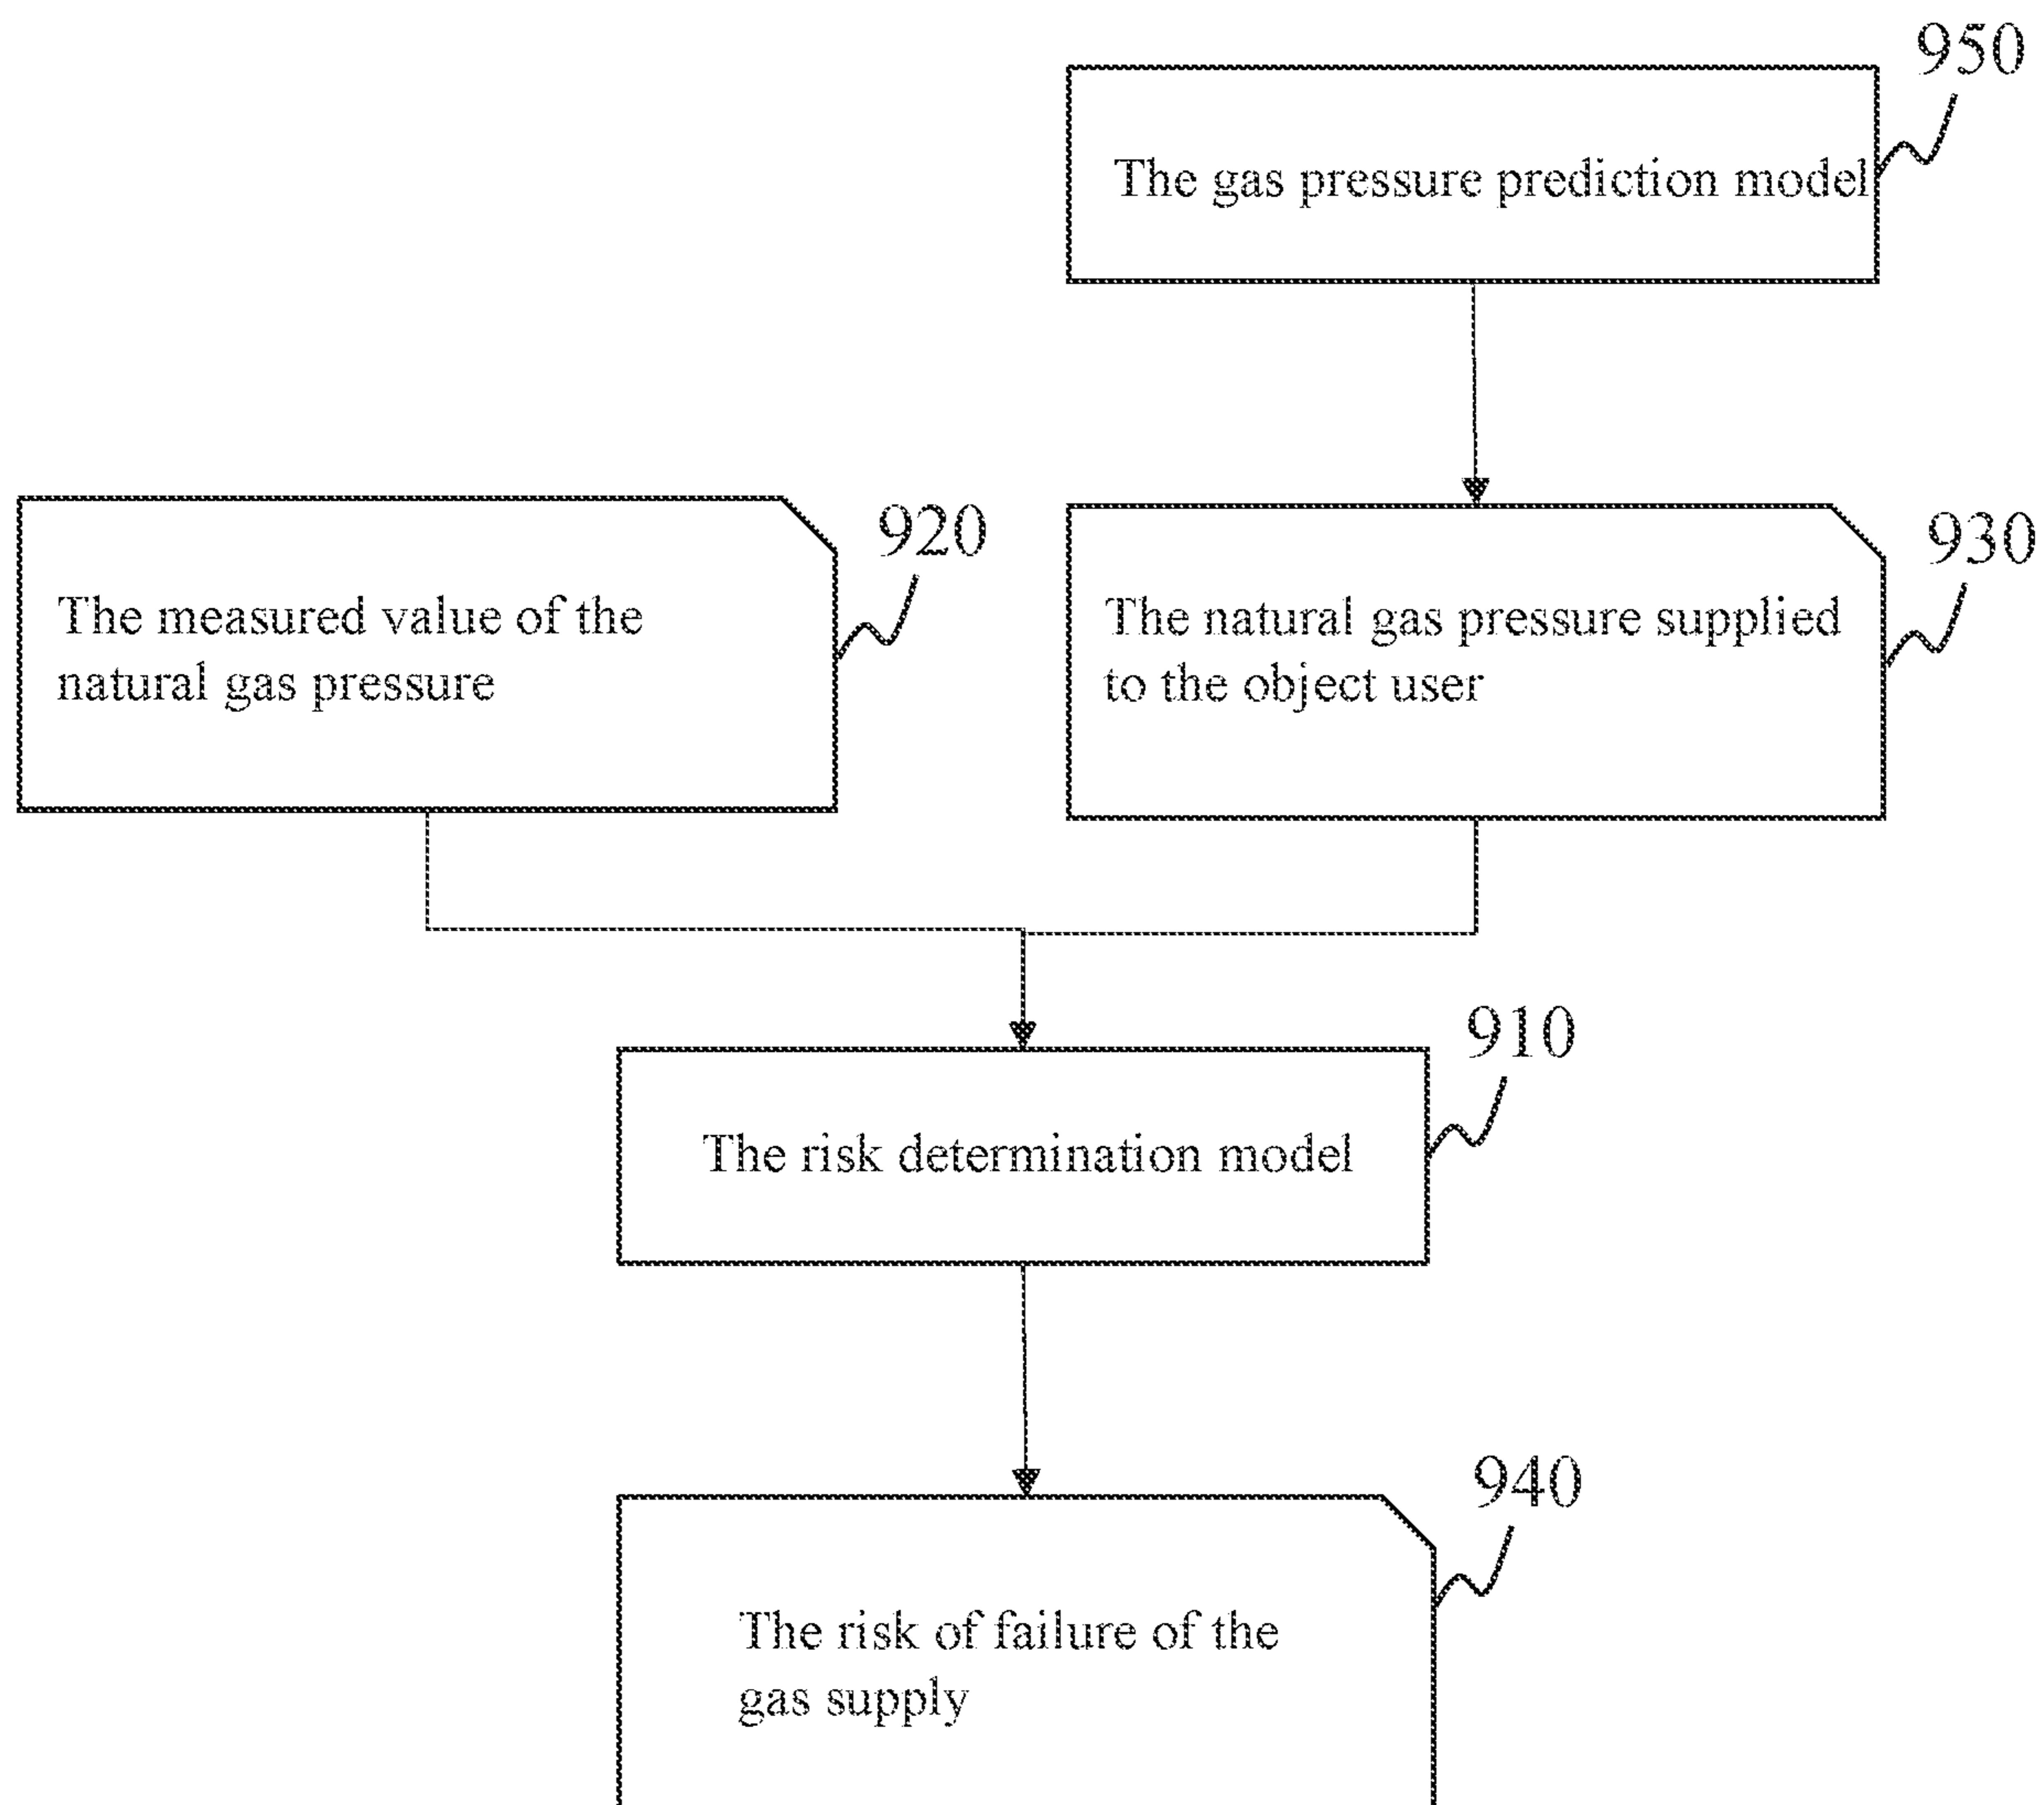 950
The gas pressure prediction model
920
The measured value of the
natural gas pressure
930
The natural gas pressure supplied
to the object user
910
The risk determination model
940
The risk of failure of the
gas supply